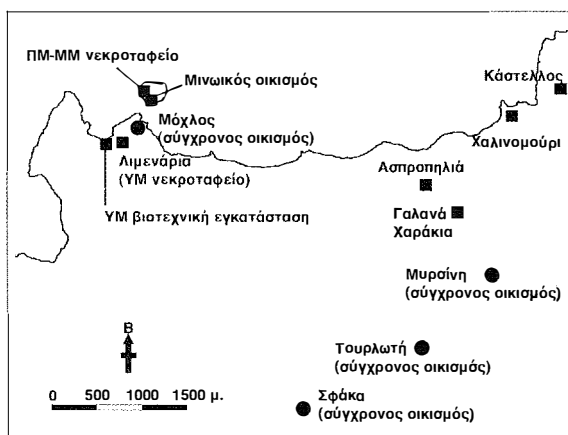 ΠΜ-ΜΜ νεκροταφείο
Μινωικός οικισμός
Κάστελλος
Μόχλος
(σύγχρονος οικισμός)
Χαλινομούρι
Λιμενάρια
(ΥΜ νεκροταφείο)
Ασπροπηλιά
ΥΜ βιοτεχνική εγκατάσταση
Γαλανά
Χαράκια
Μυρσίνη
(σύγχρονος οικισμός)
Β
Τουρλωτή
(σύγχρονος οικισμός)
0 500 1000 1500 μ.
Σφάκα
(σύγχρονος οικισμός)